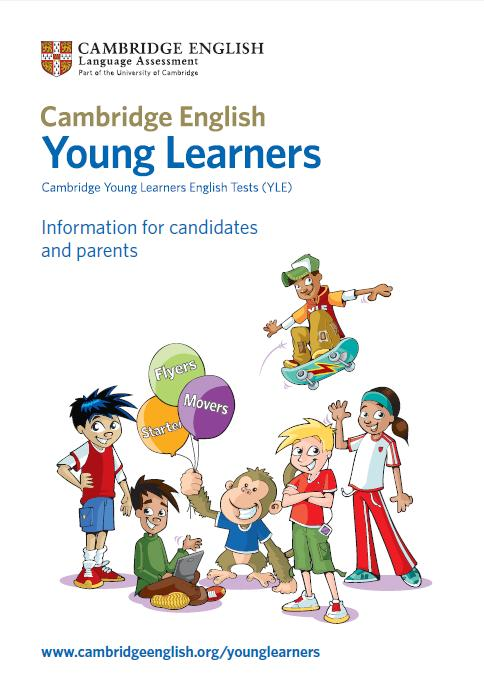 CAMBRIDGE ENGLISH
Language Assessment
Part of the University of Cambridge
Cambridge English
Young Learners
Cambridge Young Learners English Tests (YLE)
Information for candidates
and parents
Flyers
Movers
Starte
www.cambridgeenglish.org/younglearners